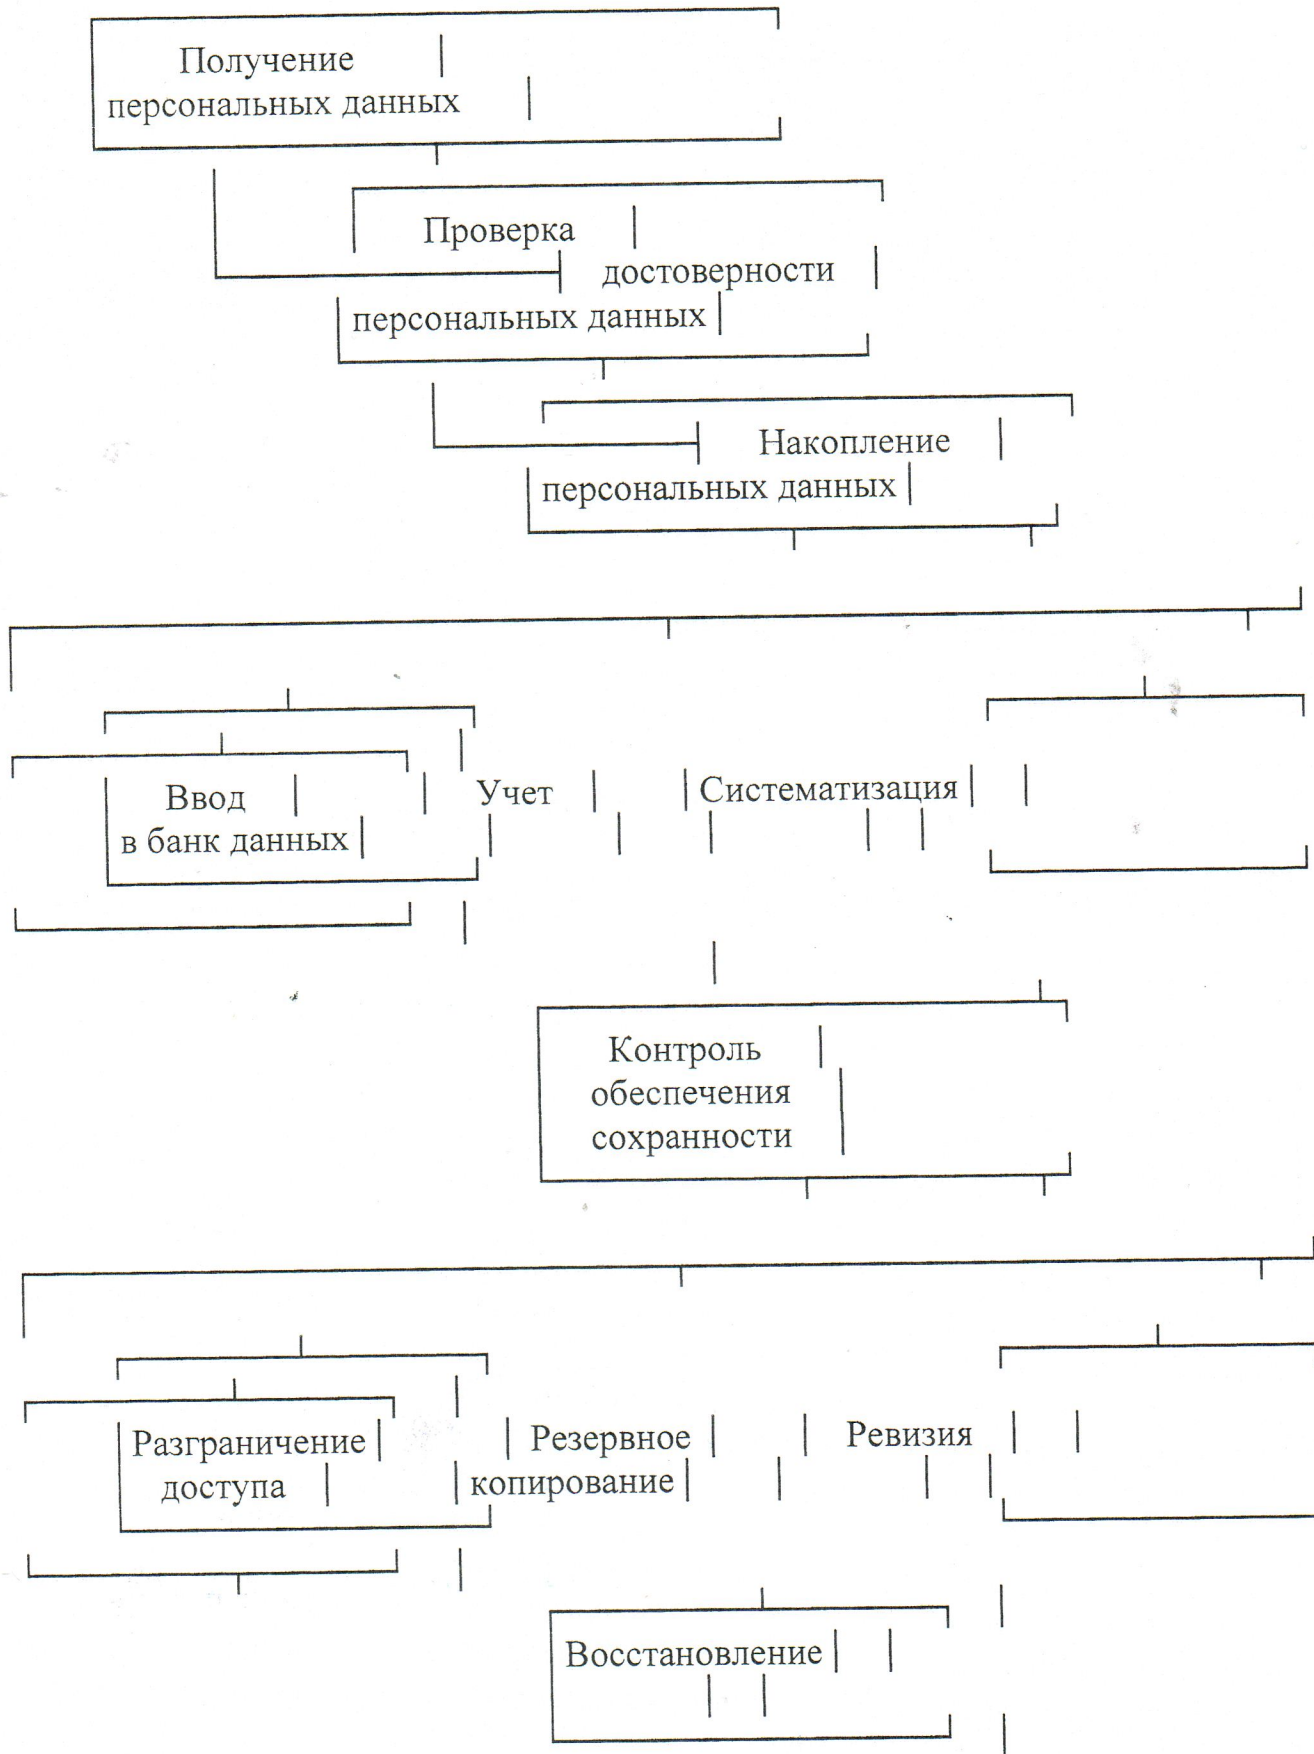 Получение
персональных данных
Проверка
достоверности
персональных данных
Накопление
персональных данных
Ввод Учет Систематизация
в банк данных
Контроль
обеспечения
сохранности
Разграничение Резервное Ревизия
доступа копирование
Восстановление